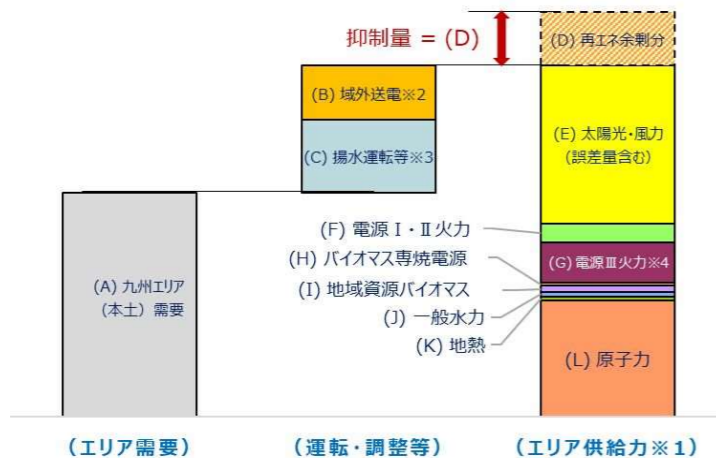 抑制量 = (D)
(D) 再エネ余剰分
(B) 域外送電※2
(C) 揚水運転等※3
(E) 太陽光・風力
(誤差量含む)
(F) 電源Ⅰ・Ⅱ火力
(H) バイオマス専焼電源
(G) 電源Ⅲ火力※4
(A) 九州エリア
(本土) 需要
(I) 地域資源バイオマス
(J) 一般水力
(K) 地熱
(L) 原子力
(エリア需要)
(運転・調整等)
(エリア供給力※1)